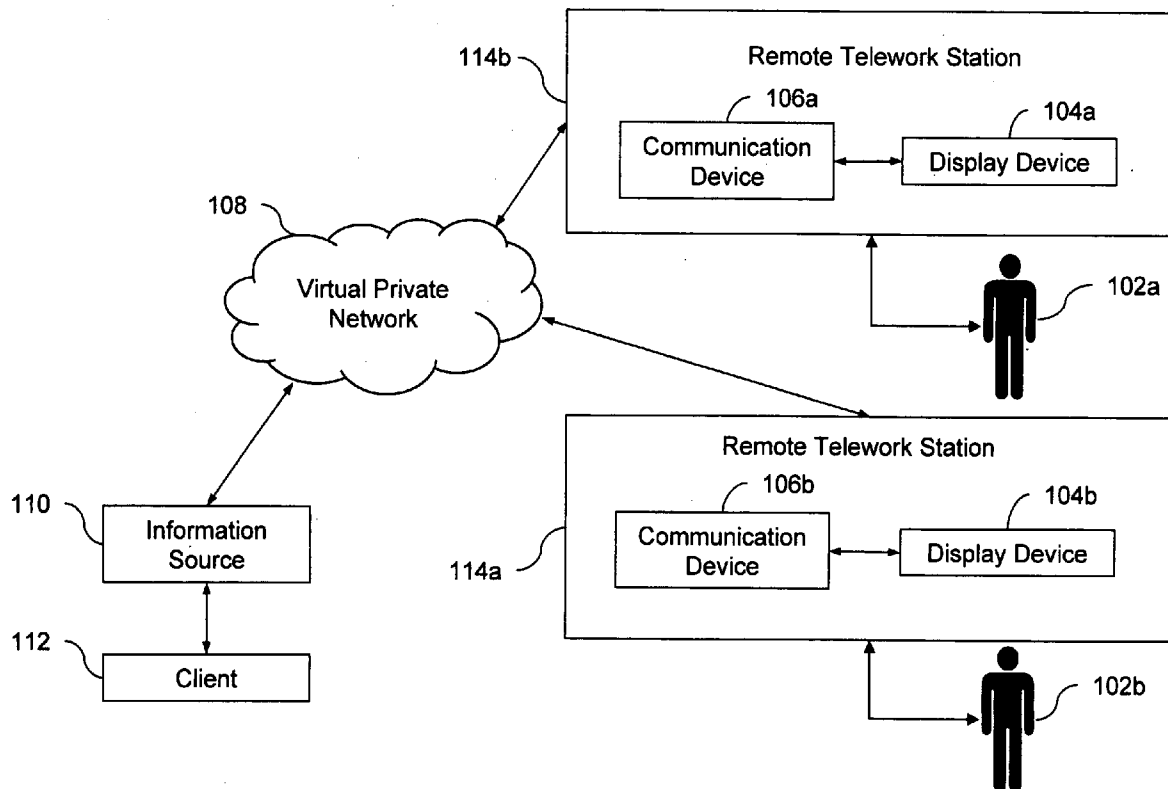 114b
Remote Telework Station
106a
104a
Communication
Device
Display Device
108
Virtual Private
Network
102a
Remote Telework Station
106b
104b
110
Information
Source
Communication
Device
Display Device
114a
112
Client
102b